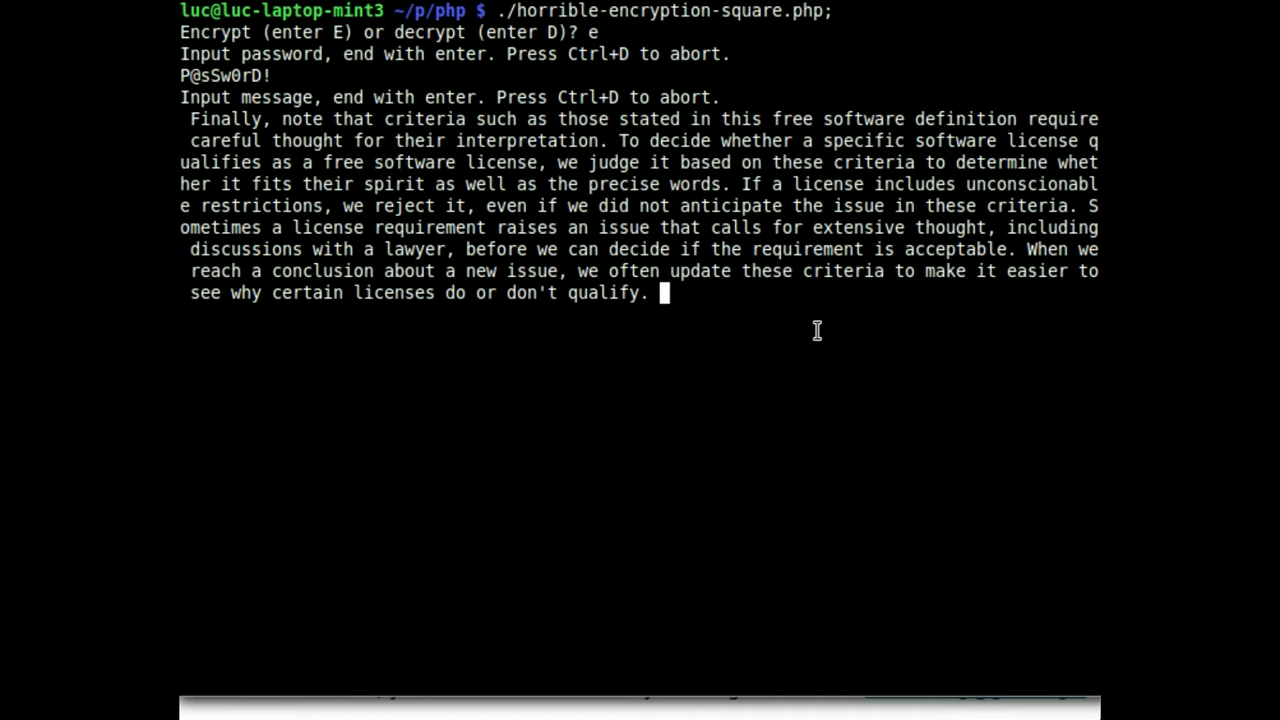 luc@luc-laptop-mint3 ~/p/php $ ./horrible-encryption-square.php;
Encrypt (enter E) or decrypt (enter D)? e
Input password, end with enter. Press Ctrl+D to abort.
P@sSw0rD!
Input message, end with enter. Press Ctrl+D to abort.
 Finally, note that criteria such as those stated in this free software definition require
 careful thought for their interpretation. To decide whether a specific software license q
ualifies as a free software license, we judge it based on these criteria to determine whet
her it fits their spirit as well as the precise words. If a license includes unconscionabl
e restrictions, we reject it, even if we did not anticipate the issue in these criteria. S
ometimes a license requirement raises an issue that calls for extensive thought, including
 discussions with a lawyer, before we can decide if the requirement is acceptable. When we
 reach a conclusion about a new issue, we often update these criteria to make it easier to
 see why certain licenses do or don't qualify.